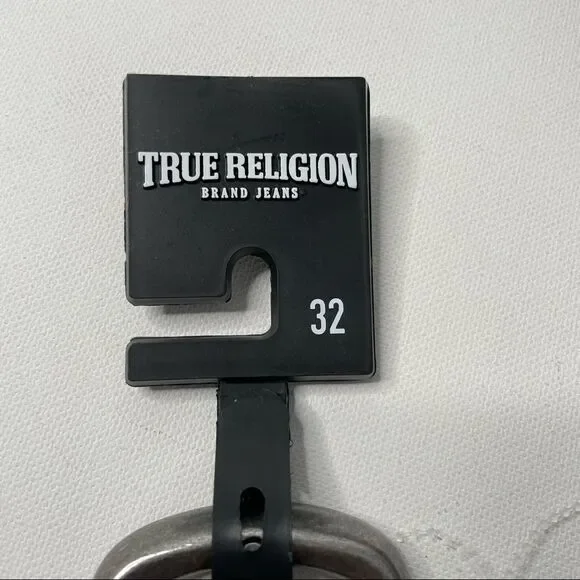 TRUE RELIGION
BRAND JEANS
32